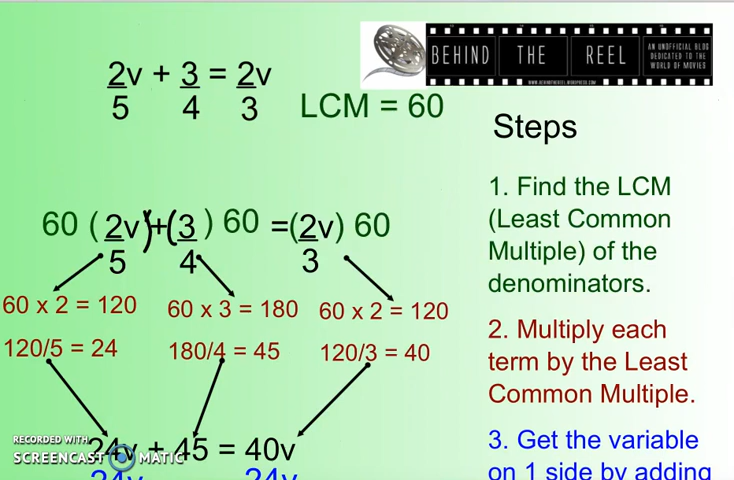 BEHIND THE REEL
AN UNOFFICIAL BLOG
DEDICATED TO THE
WORLD OF MOVIES
2v + 3 = 2v
5 4 3
LCM = 60
Steps
1. Find the LCM
(Least Common
Multiple) of the
denominators.
60 (2v)+(3) 60 =(2v) 60
5 4 3
60 x 2 = 120 60 x 3 = 180 60 x 2 = 120
120/5 = 24 180/4 = 45 120/3 = 40
2. Multiply each
term by the Least
Common Multiple.
24v + 45 = 40v
24v 24v
3. Get the variable
on 1 side by adding
RECORDED WITH
SCREENCAST MATIC